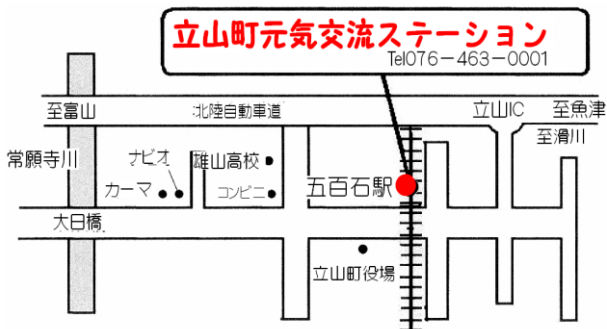 立山町元気交流ステーション
Tel076-463-0001
至富山
北陸自動車道
立山IC
至魚津
至滑川
常願寺川
ナビオ
雄山高校
カーマ
コンビニ
五百石駅
大日橋
立山町役場